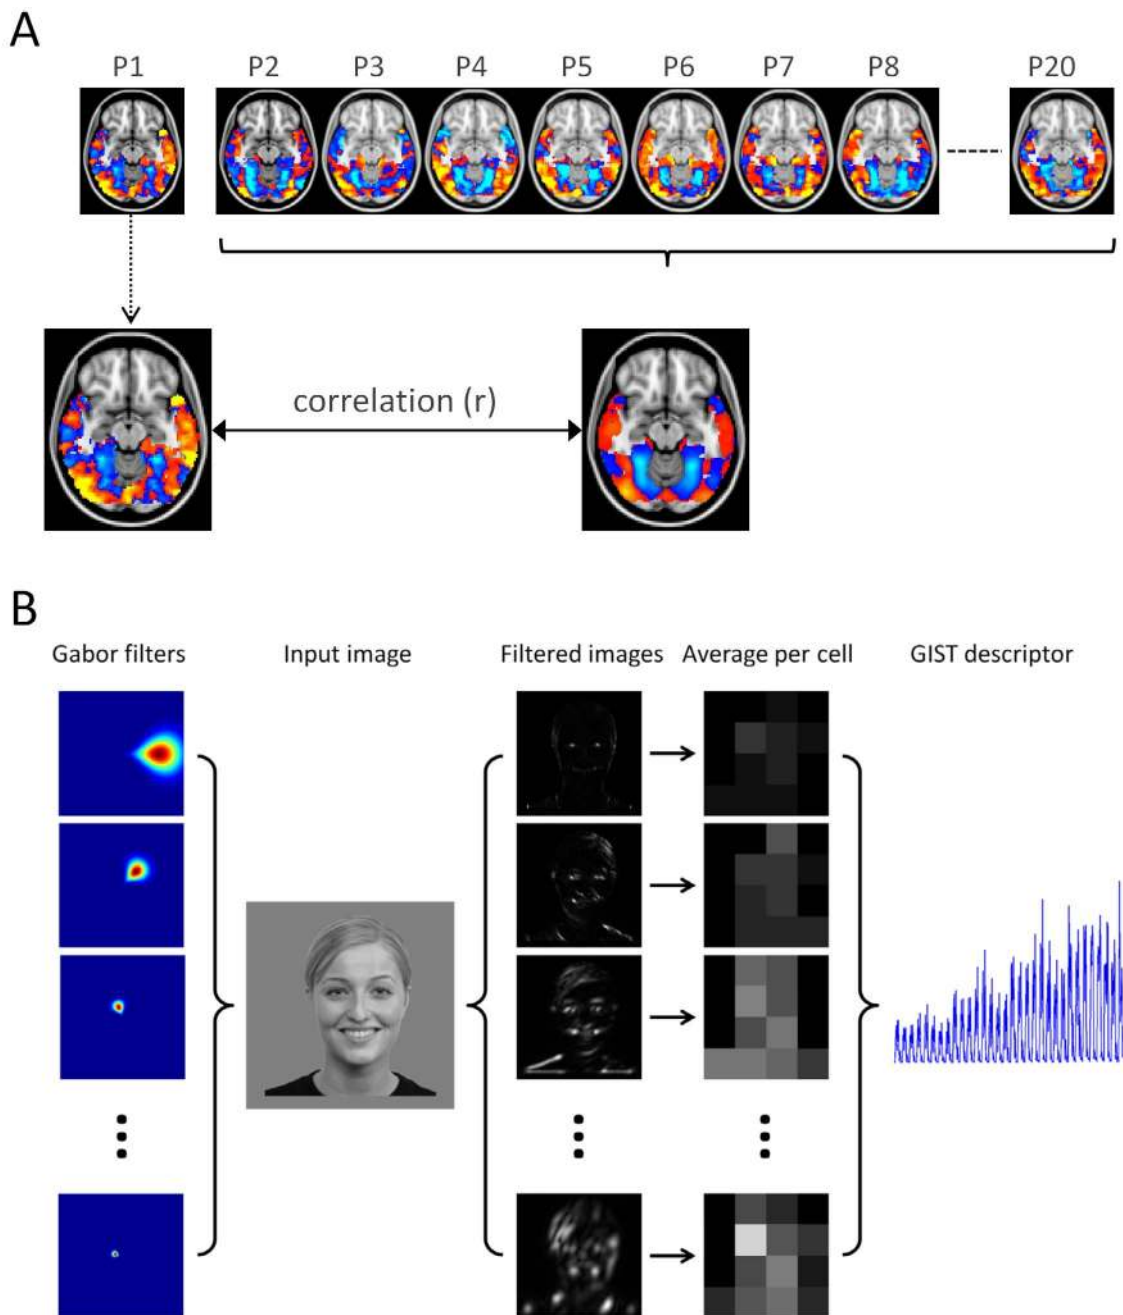 A
P1 P2 P3 P4 P5 P6 P7 P8 P20
correlation (r)
B
Gabor filters Input image Filtered images Average per cell GIST descriptor